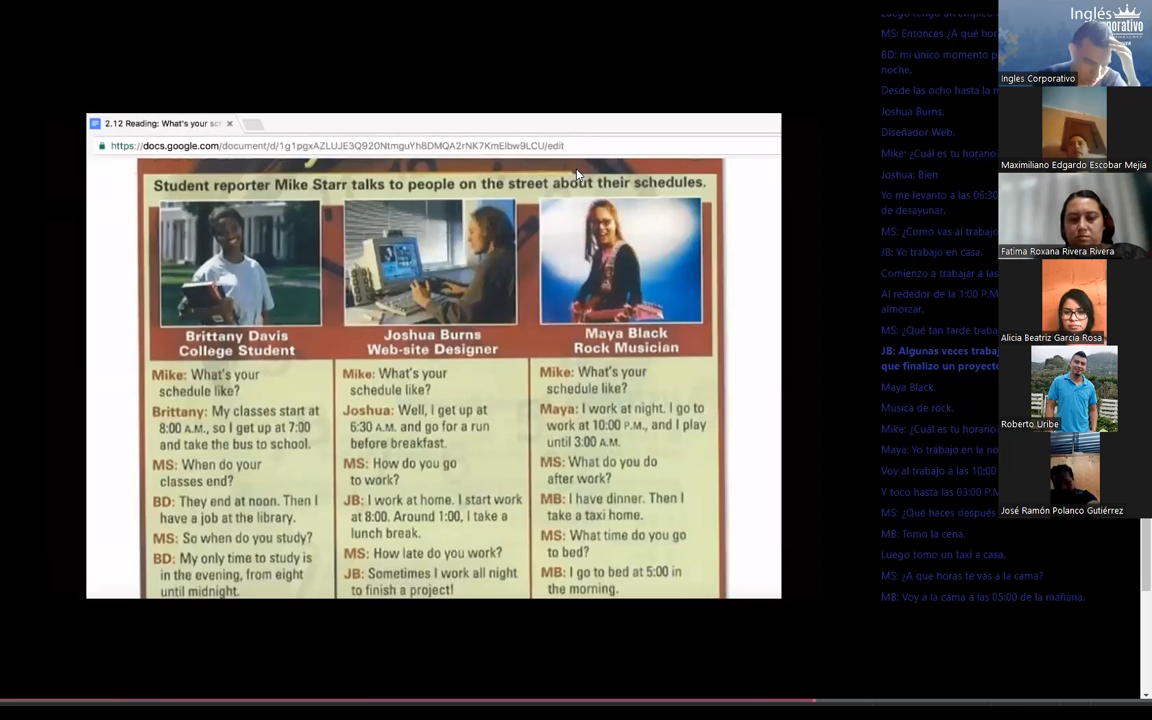 2.12 Reading: What's your sc
https://docs.google.com/document/d/1g1pgxAZLUJE3Q920NtmguYh8DMQA2rNK7KmEIbw9LCU/edit
Student reporter Mike Starr talks to people on the street about their schedules.
Brittany Davis
College Student
Mike: What's your
schedule like?
Brittany: My classes start at
8:00 A.M., so I get up at 7:00
and take the bus to school.
MS: When do your
classes end?
BD: They end at noon. Then I
have a job at the library.
MS: So when do you study?
BD: My only time to study is
in the evening, from eight
until midnight.
Joshua Burns
Web-site Designer
Mike: What's your
schedule like?
Joshua: Well, I get up at
6:30 A.M. and go for a run
before breakfast.
MS: How do you go
to work?
JB: I work at home. I start work
at 8:00. Around 1:00, I take a
lunch break.
MS: How late do you work?
JB: Sometimes I work all night
to finish a project!
Maya Black
Rock Musician
Mike: What's your
schedule like?
Maya: I work at night. I go to
work at 10:00 P.M., and I play
until 3:00 A.M.
MS: What do you do
after work?
MB: I have dinner. Then I
take a taxi home.
MS: What time do you go
to bed?
MB: I go to bed at 5:00 in
the morning.
MS: Entonces ¿A qué hor
BD: mi único momento p
noche.
Desde las ocho hasta la
Joshua Burns.
Diseñador Web.
Mike: ¿Cuál es tu horario
Joshua: Bien
Yo me levanto a las 06:30
de desayunar.
MS: ¿Como vas al trabajo
JB: Yo trabajo en casa.
Comienzo a trabajar a las
Al rededor de la 1:00 P.M
almorzar.
MS: ¿Qué tan tarde traba
JB: Algunas veces trabaj
que finalizo un proyecto
Maya Black.
Música de rock.
Mike: ¿Cuál es tu horario
Maya: Yo trabajo en la no
Voy al trabajo a las 10:00
Y toco hasta las 03:00 P.M
MS: ¿Qué haces después
MB: Tomo la cena.
Luego tomo un taxi a casa.
MS: ¿A que horas te vas a la cama?
MB: Voy a la cama a las 05:00 de la mañana.
Inglés
Ingles Corporativo
Maximiliano Edgardo Escobar Mejía
Fatima Roxana Rivera Rivera
Alicia Beatriz García Rosa
Roberto Uribe
José Ramón Polanco Gutiérrez